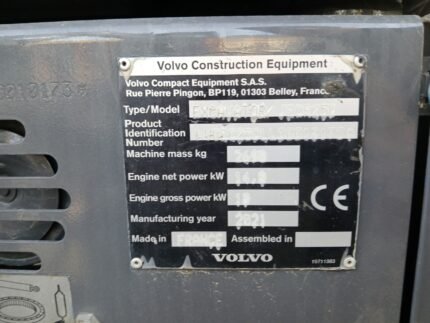 Volvo Construction Equipment
Volvo Compact Equipment S.A.S.
Rue Pierre Pingon, BP119, 01303 Belley, France
Type/Model
Product
Identification
Number
Machine mass kg
Engine net power kW
Engine gross power kW 18
Manufacturing year 2021
Made in FRANCE Assembled in
CE
VOLVO